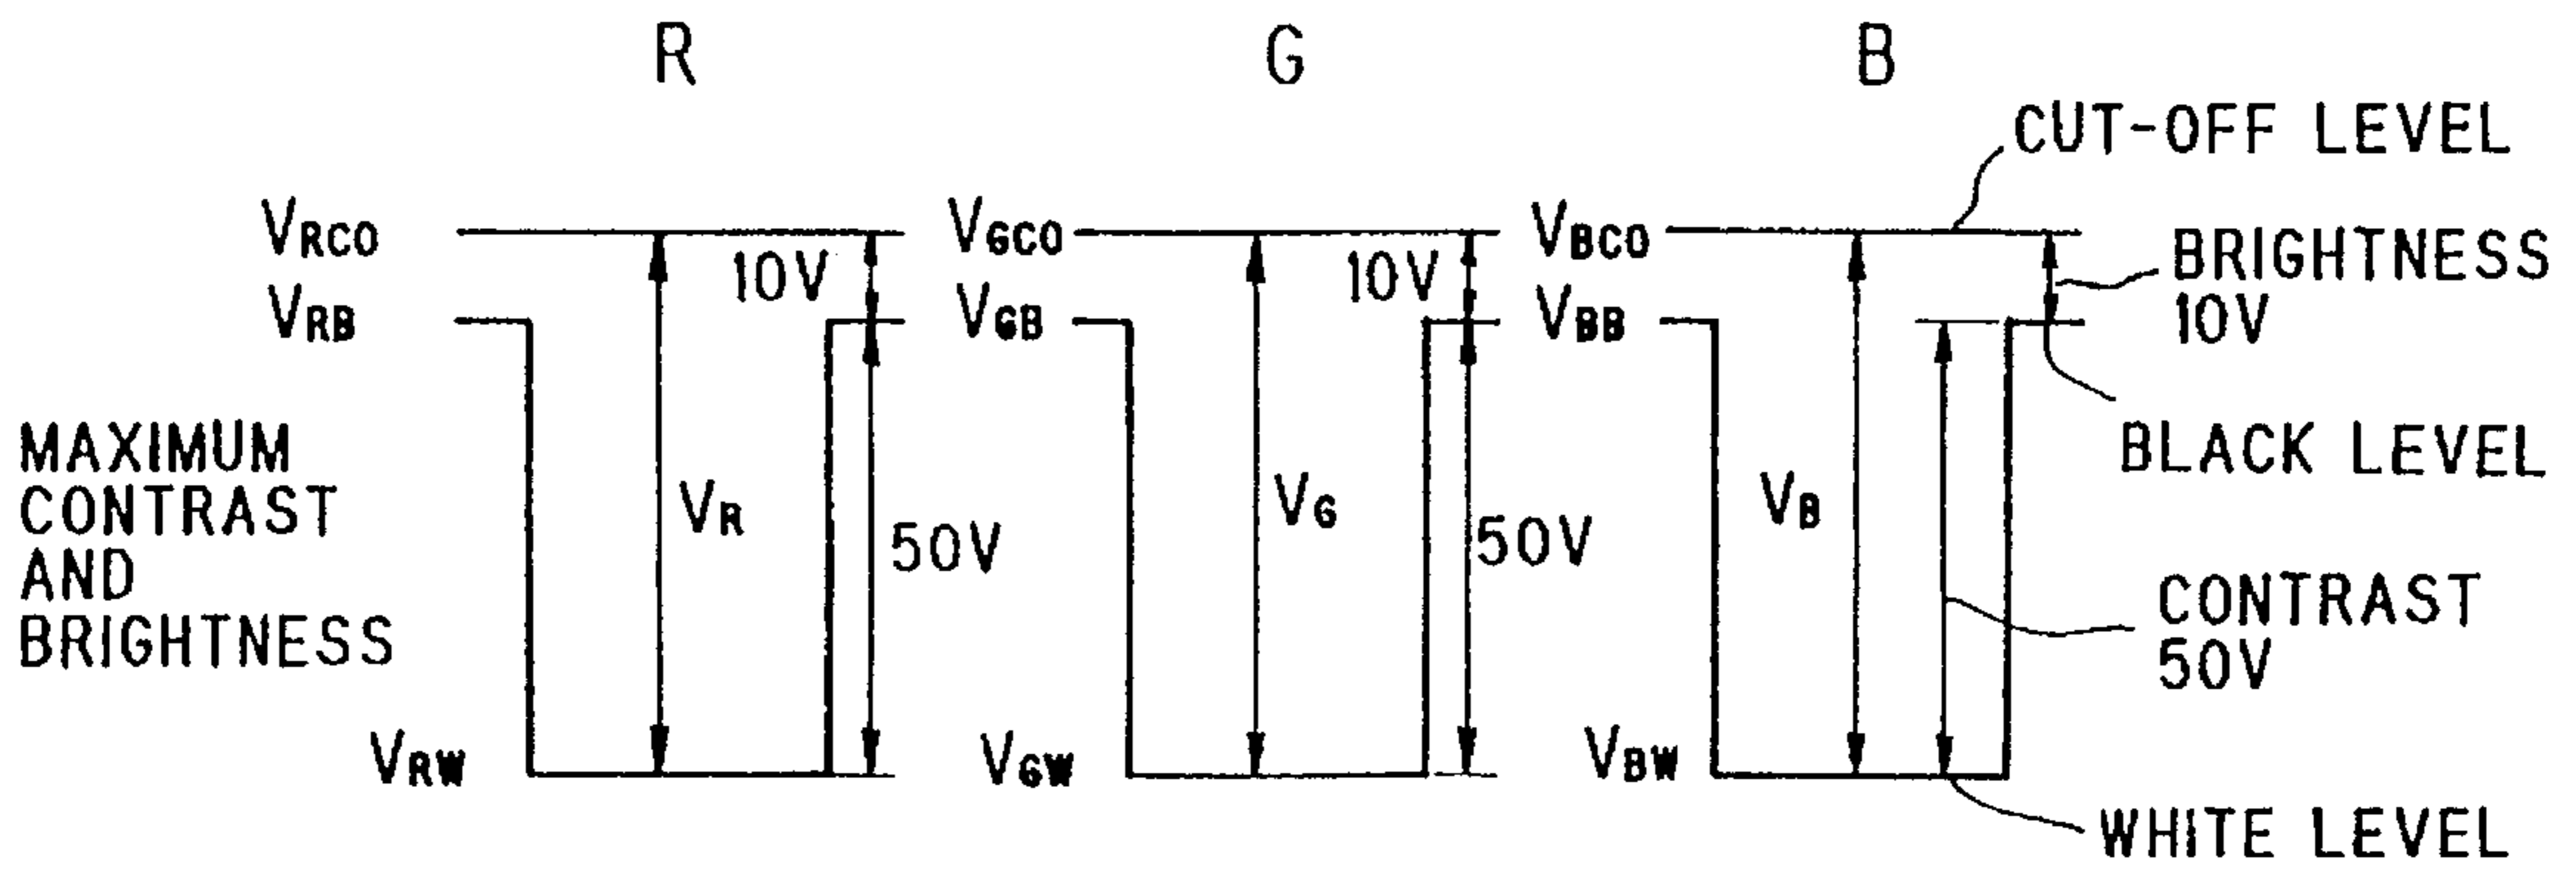 R G B
CUT-OFF LEVEL
VRCO 10V VGCO 10V VBCO BRIGHTNESS
10V
VRB VGB VBB
BLACK LEVEL
MAXIMUM
CONTRAST
AND
BRIGHTNESS
VR 50V VG 50V VB
CONTRAST
50V
VRW VGW VBW
WHITE LEVEL